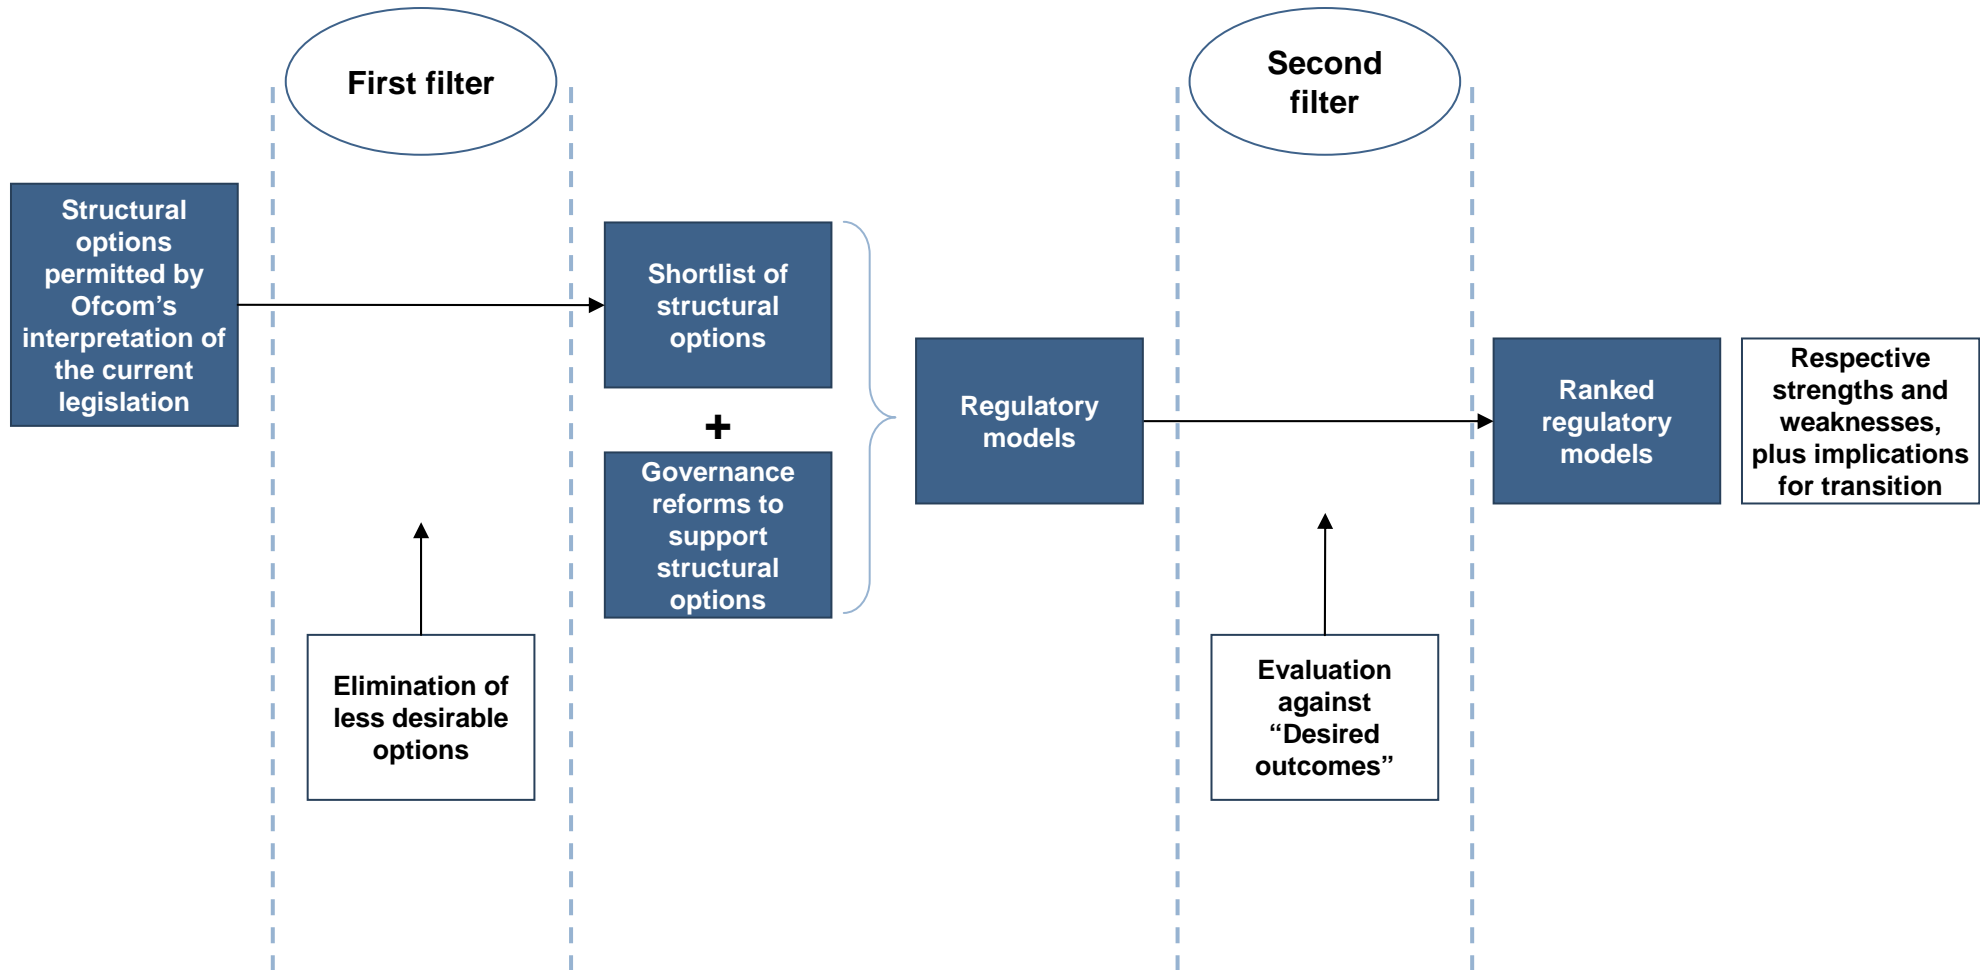 First filter
Second
filter
Structural
options
permitted by
Ofcom’s
interpretation of
the current
legislation
Shortlist of
structural
options
+
Governance
reforms to
support
structural
options
Regulatory
models
Ranked
regulatory
models
Respective
strengths and
weaknesses,
plus implications
for transition
Elimination of
less desirable
options
Evaluation
against
“Desired
outcomes”